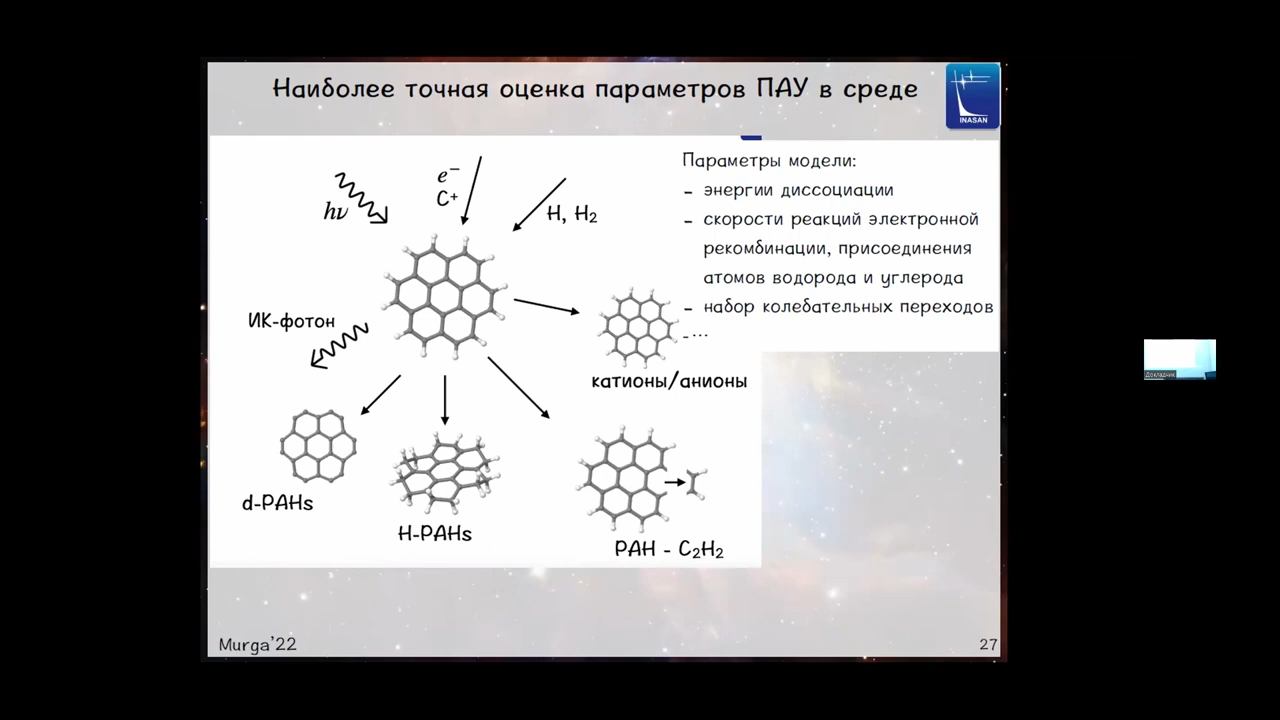 Наиболее точная оценка параметров ПАУ в среде
INASAN
Параметры модели:
- энергии диссоциации
- скорости реакций электронной
рекомбинации, присоединения
атомов водорода и углерода
- набор колебательных переходов
- ...
hν
e⁻
C⁺
H, H₂
ИК-фотон
катионы/анионы
d-PAHs
H-PAHs
PAH - C₂H₂
Murga'22
27
Докладчик